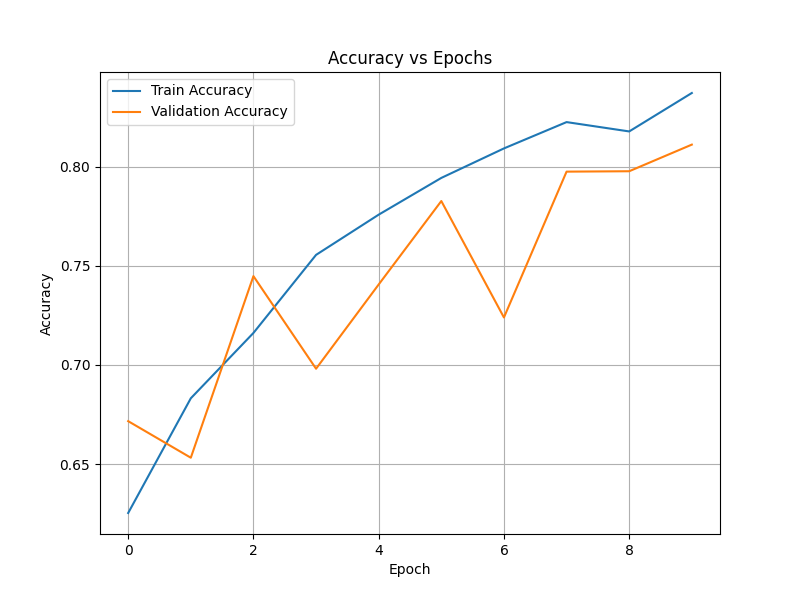 Accuracy vs Epochs
Train Accuracy
Validation Accuracy
Accuracy
0.80
0.75
0.70
0.65
0 2 4 6 8
Epoch